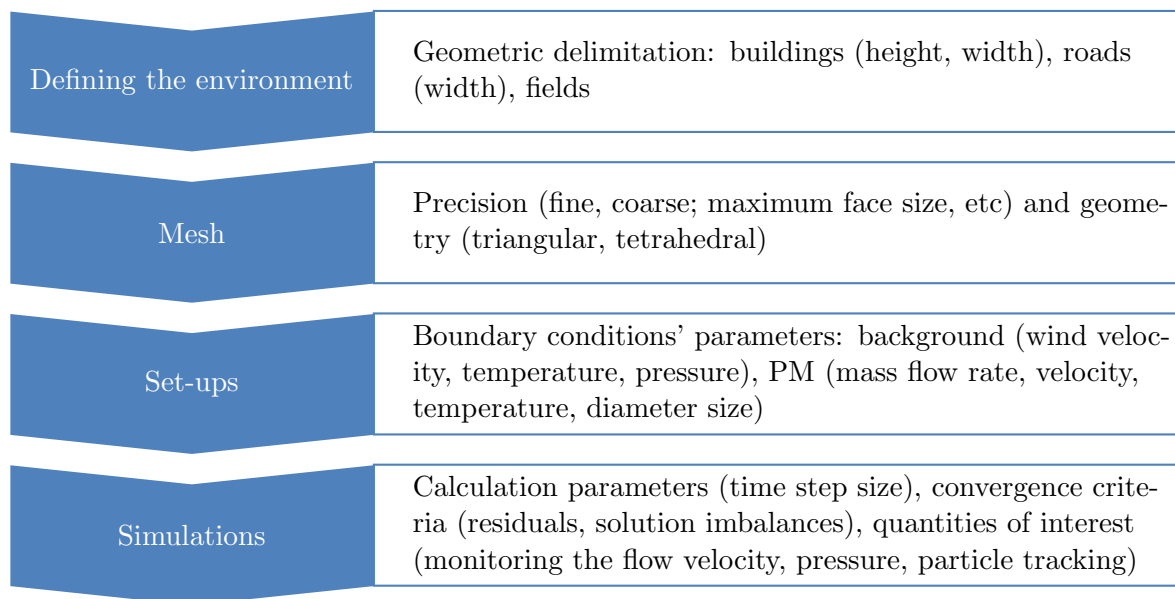 Defining the environment
Geometric delimitation: buildings (height, width), roads
(width), fields
Mesh
Precision (fine, coarse; maximum face size, etc) and geome-
try (triangular, tetrahedral)
Set-ups
Boundary conditions’ parameters: background (wind veloc-
ity, temperature, pressure), PM (mass flow rate, velocity,
temperature, diameter size)
Simulations
Calculation parameters (time step size), convergence crite-
ria (residuals, solution imbalances), quantities of interest
(monitoring the flow velocity, pressure, particle tracking)